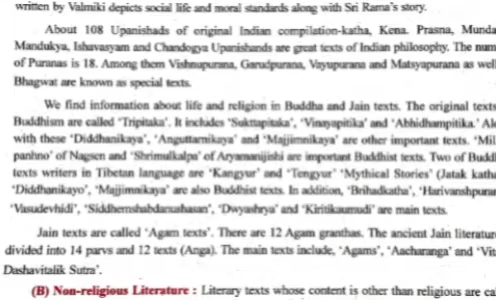 written by Valmiki depicts social life and moral standards along with Sri Rama's story.
About 108 Upanishads of original Indian compilation-katha, Kena. Prasna, Munda
Mandukya, Ishavasyam and Chandogya Upanishands are great texts of Indian philosophy. The num
of Puranas is 18. Among them Vishnupurana, Garudpurana, Vayupurana and Matsyapurana as well
Bhagwat are known as special texts.
We find information about life and religion in Buddha and Jain texts. The original texts
Buddhism are called 'Tripitaka'. It includes 'Sukttapitaka', 'Vinayapitika' and 'Abhidhampitika.' Alo
with these 'Diddhanikaya', 'Anguttarnikaya' and 'Majjimnikaya' are other important texts. 'Mil
panhno' of Nagsen and 'Shrimulkalpa' of Aryamanijishi are important Buddhist texts. Two of Buddh
texts writers in Tibetan language are 'Kangyur' and 'Tengyur' 'Mythical Stories' (Jatak katha
'Diddhanikayo', 'Majjimnikaya' are also Buddhist texts. In addition, 'Brihadkatha', 'Harivanshpuran
'Vasudevhidi', 'Siddhemshabdanushasan', 'Dwyashrya' and 'Kiritikaumudi' are main texts.
Jain texts are called 'Agam texts'. There are 12 Agam granthas. The ancient Jain literatur
divided into 14 parvs and 12 texts (Anga). The main texts include, 'Agams', 'Aacharanga' and 'Vit
Dashavitalik Sutra'.
(B) Non-religious Literature : Literary texts whose content is other than religious are cal